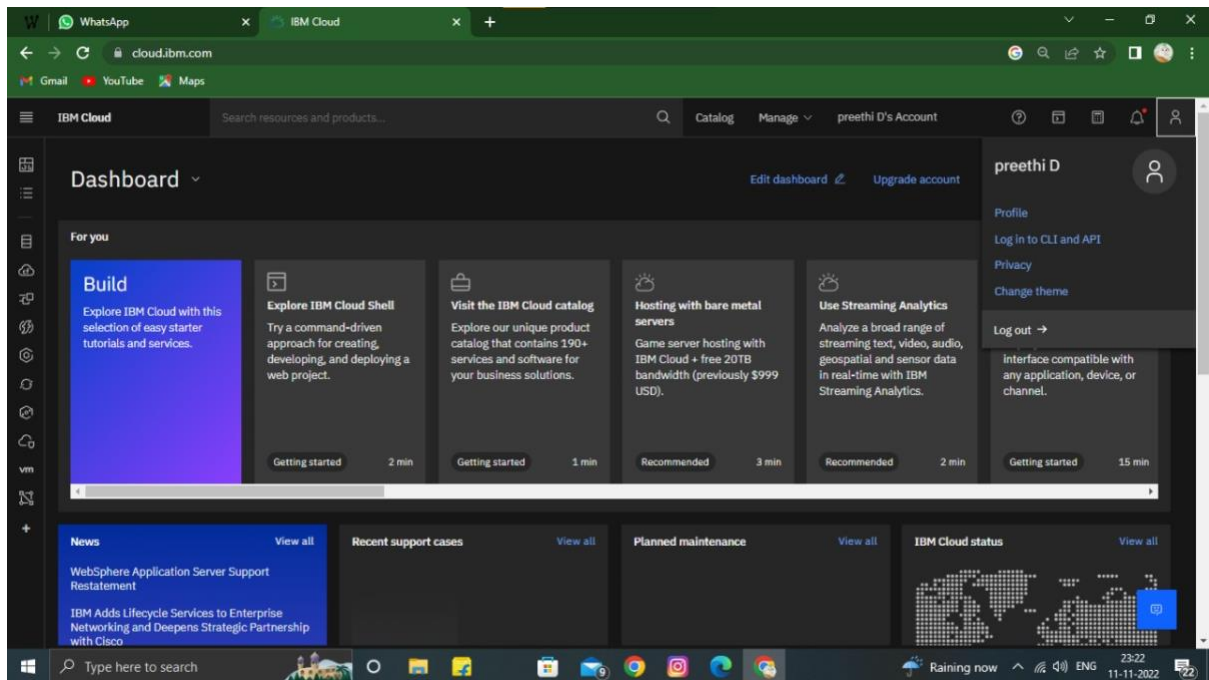 WhatsApp
IBM Cloud
cloud.ibm.com
Gmail
YouTube
Maps
IBM Cloud
Search resources and products...
Catalog
Manage
preethi D's Account
Dashboard
Edit dashboard
Upgrade account
preethi D
Profile
Log in to CLI and API
Privacy
Change theme
Log out →
For you
Build
Explore IBM Cloud with this
selection of easy starter
tutorials and services.
Explore IBM Cloud Shell
Try a command-driven
approach for creating,
developing, and deploying a
web project.
Getting started
2 min
Visit the IBM Cloud catalog
Explore our unique product
catalog that contains 190+
services and software for
your business solutions.
Getting started
1 min
Hosting with bare metal
servers
Game server hosting with
IBM Cloud + free 20TB
bandwidth (previously $999
USD).
Recommended
3 min
Use Streaming Analytics
Analyze a broad range of
streaming text, video, audio,
geospatial and sensor data
in real-time with IBM
Streaming Analytics.
Recommended
2 min
interface compatible with
any application, device, or
channel.
Getting started
15 min
vm
News
View all
WebSphere Application Server Support
Restatement
IBM Adds Lifecycle Services to Enterprise
Networking and Deepens Strategic Partnership
with Cisco
Recent support cases
View all
Planned maintenance
View all
IBM Cloud status
View all
Type here to search
9
Raining now
ENG
23:22
11-11-2022
22